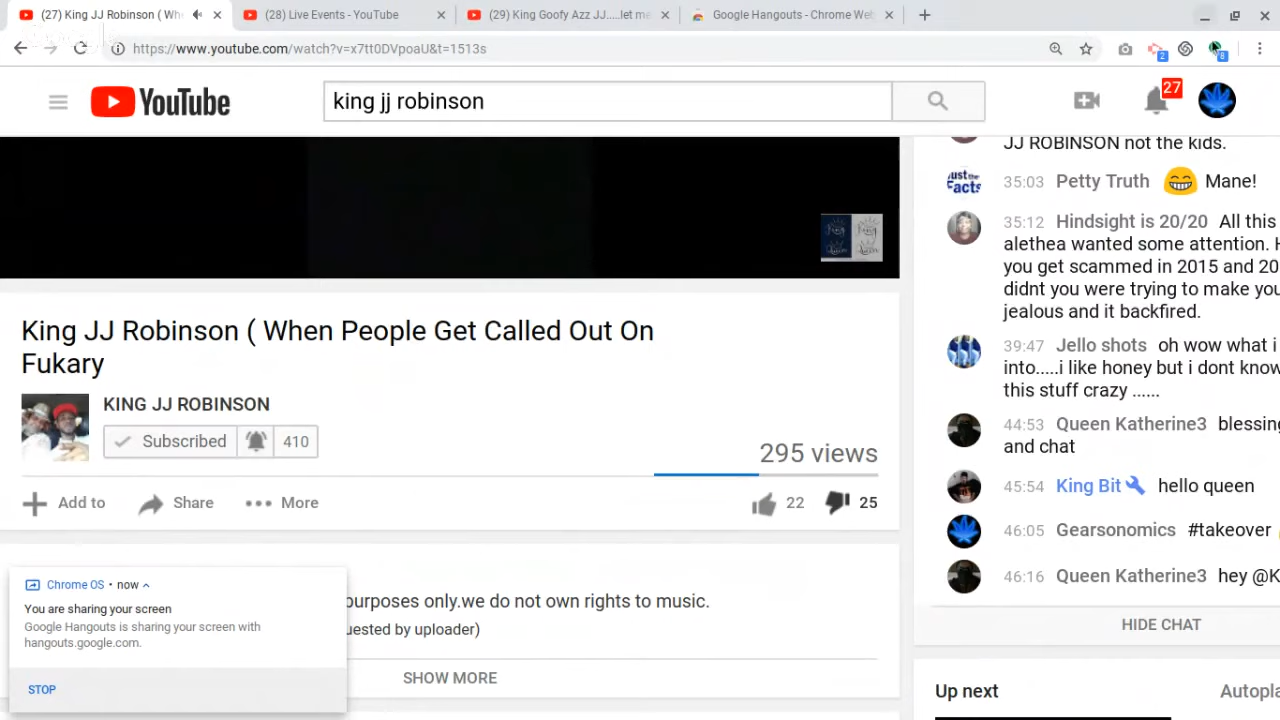 (27) King JJ Robinson ( Wh
(28) Live Events - YouTube
(29) King Goofy Azz JJ.....let me
Google Hangouts - Chrome Web
https://www.youtube.com/watch?v=x7tt0DVpoaU&t=1513s
2
8
YouTube
king jj robinson
27
JJ ROBINSON not the kids.
35:03 Petty Truth 😁 Mane!
35:12 Hindsight is 20/20 All this
alethea wanted some attention. H
you get scammed in 2015 and 20
didnt you were trying to make you
jealous and it backfired.
39:47 Jello shots oh wow what i
into.....i like honey but i dont know
this stuff crazy ......
44:53 Queen Katherine3 blessing
and chat
45:54 King Bit hello queen
46:05 Gearsonomics #takeover
46:16 Queen Katherine3 hey @K
HIDE CHAT
Up next
Autopla
King JJ Robinson ( When People Get Called Out On
Fukary
KING JJ ROBINSON
Subscribed
410
295 views
Add to
Share
More
22
25
purposes only.we do not own rights to music.
uested by uploader)
SHOW MORE
Chrome OS • now
You are sharing your screen
Google Hangouts is sharing your screen with
hangouts.google.com.
STOP